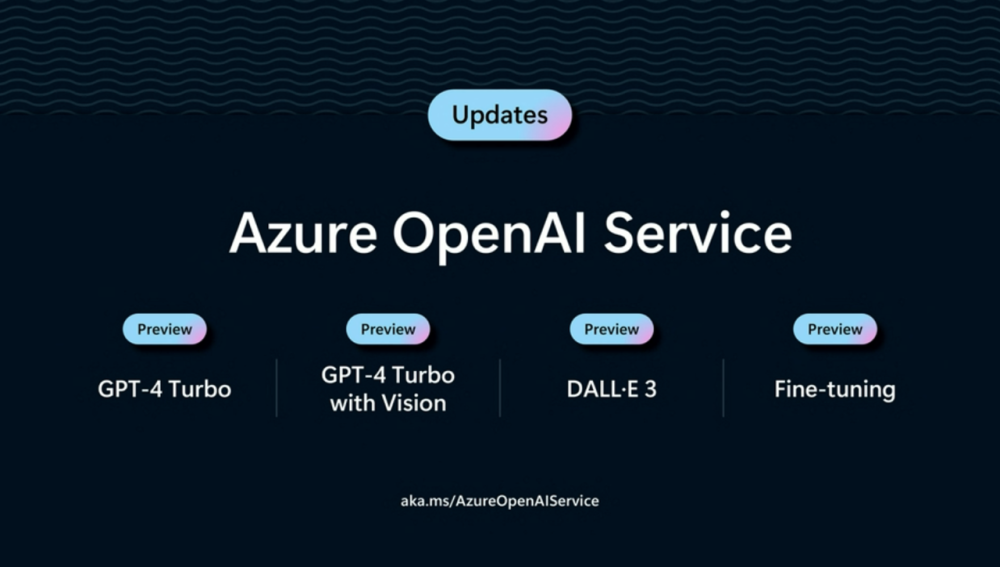 Updates
Azure OpenAI Service
Preview
GPT-4 Turbo
Preview
GPT-4 Turbo
with Vision
Preview
DALL·E 3
Preview
Fine-tuning
aka.ms/AzureOpenAIService